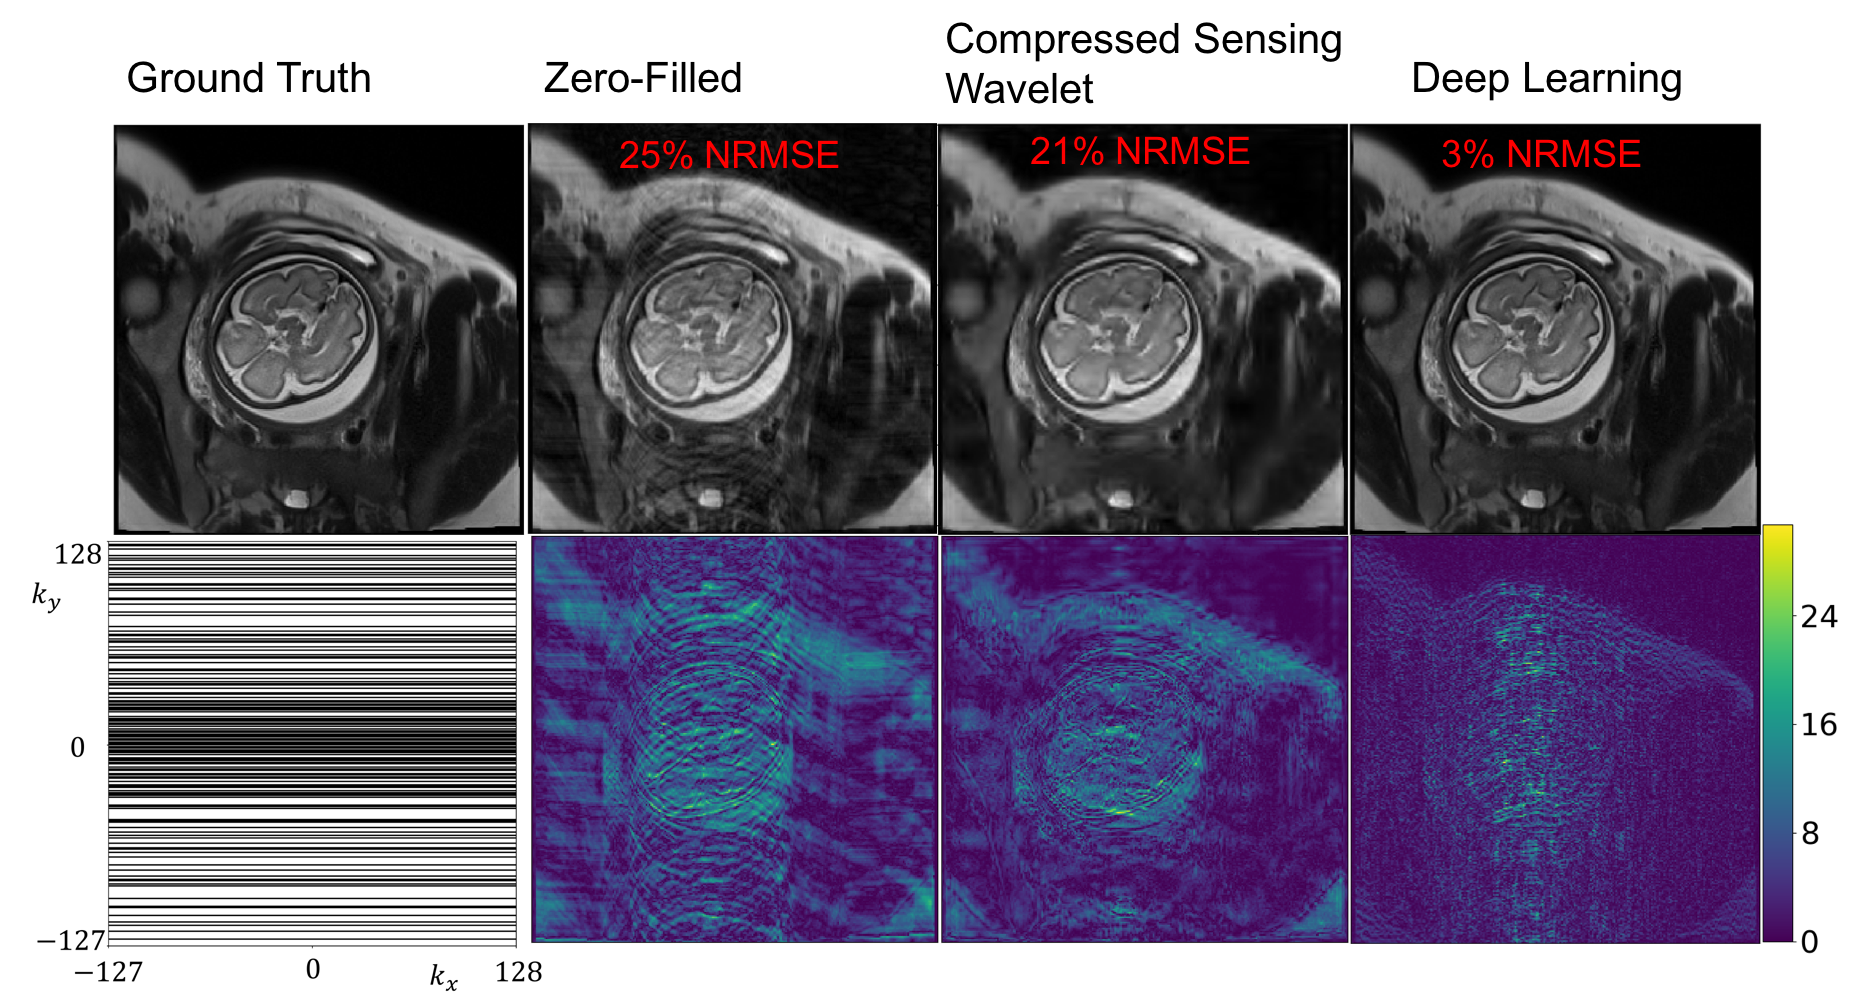 Ground Truth
Zero-Filled
Compressed Sensing
Wavelet
Deep Learning
25% NRMSE
21% NRMSE
3% NRMSE
128
k_y
0
−127
−127
0
k_x
128
24
16
8
0